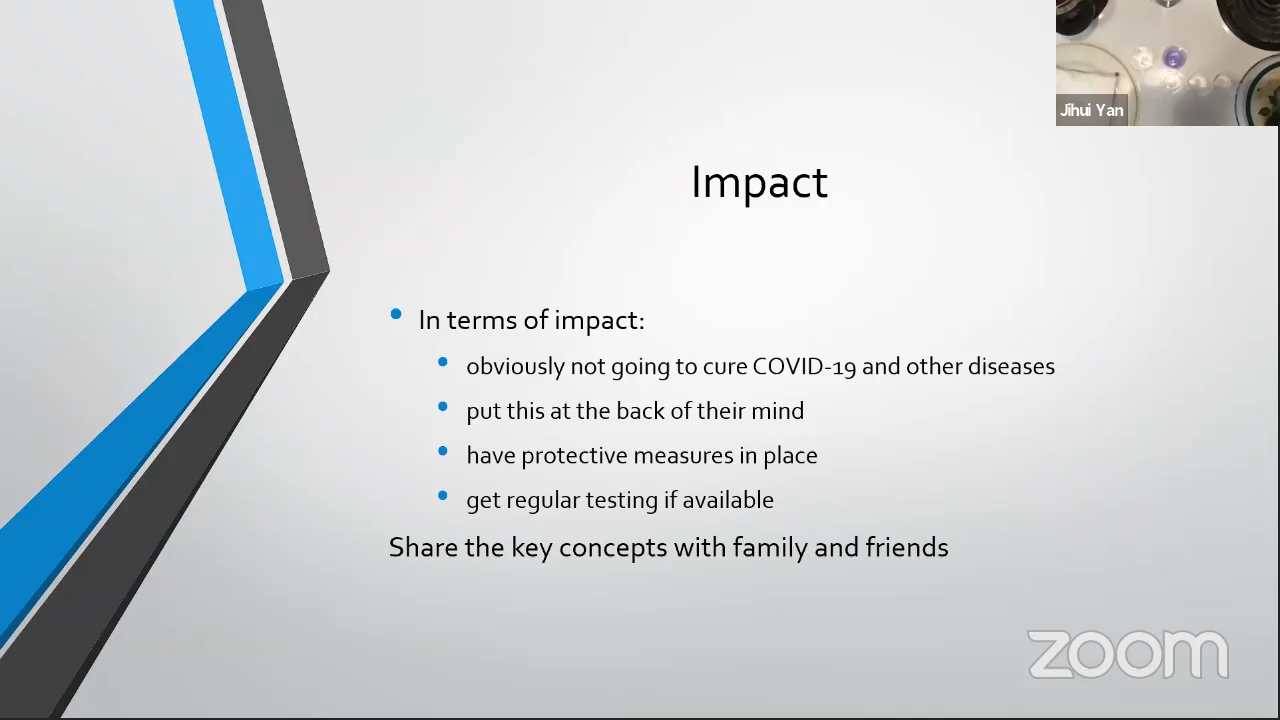 Jihui Yan
Impact
In terms of impact:
obviously not going to cure COVID-19 and other diseases
put this at the back of their mind
have protective measures in place
get regular testing if available
Share the key concepts with family and friends
zoom